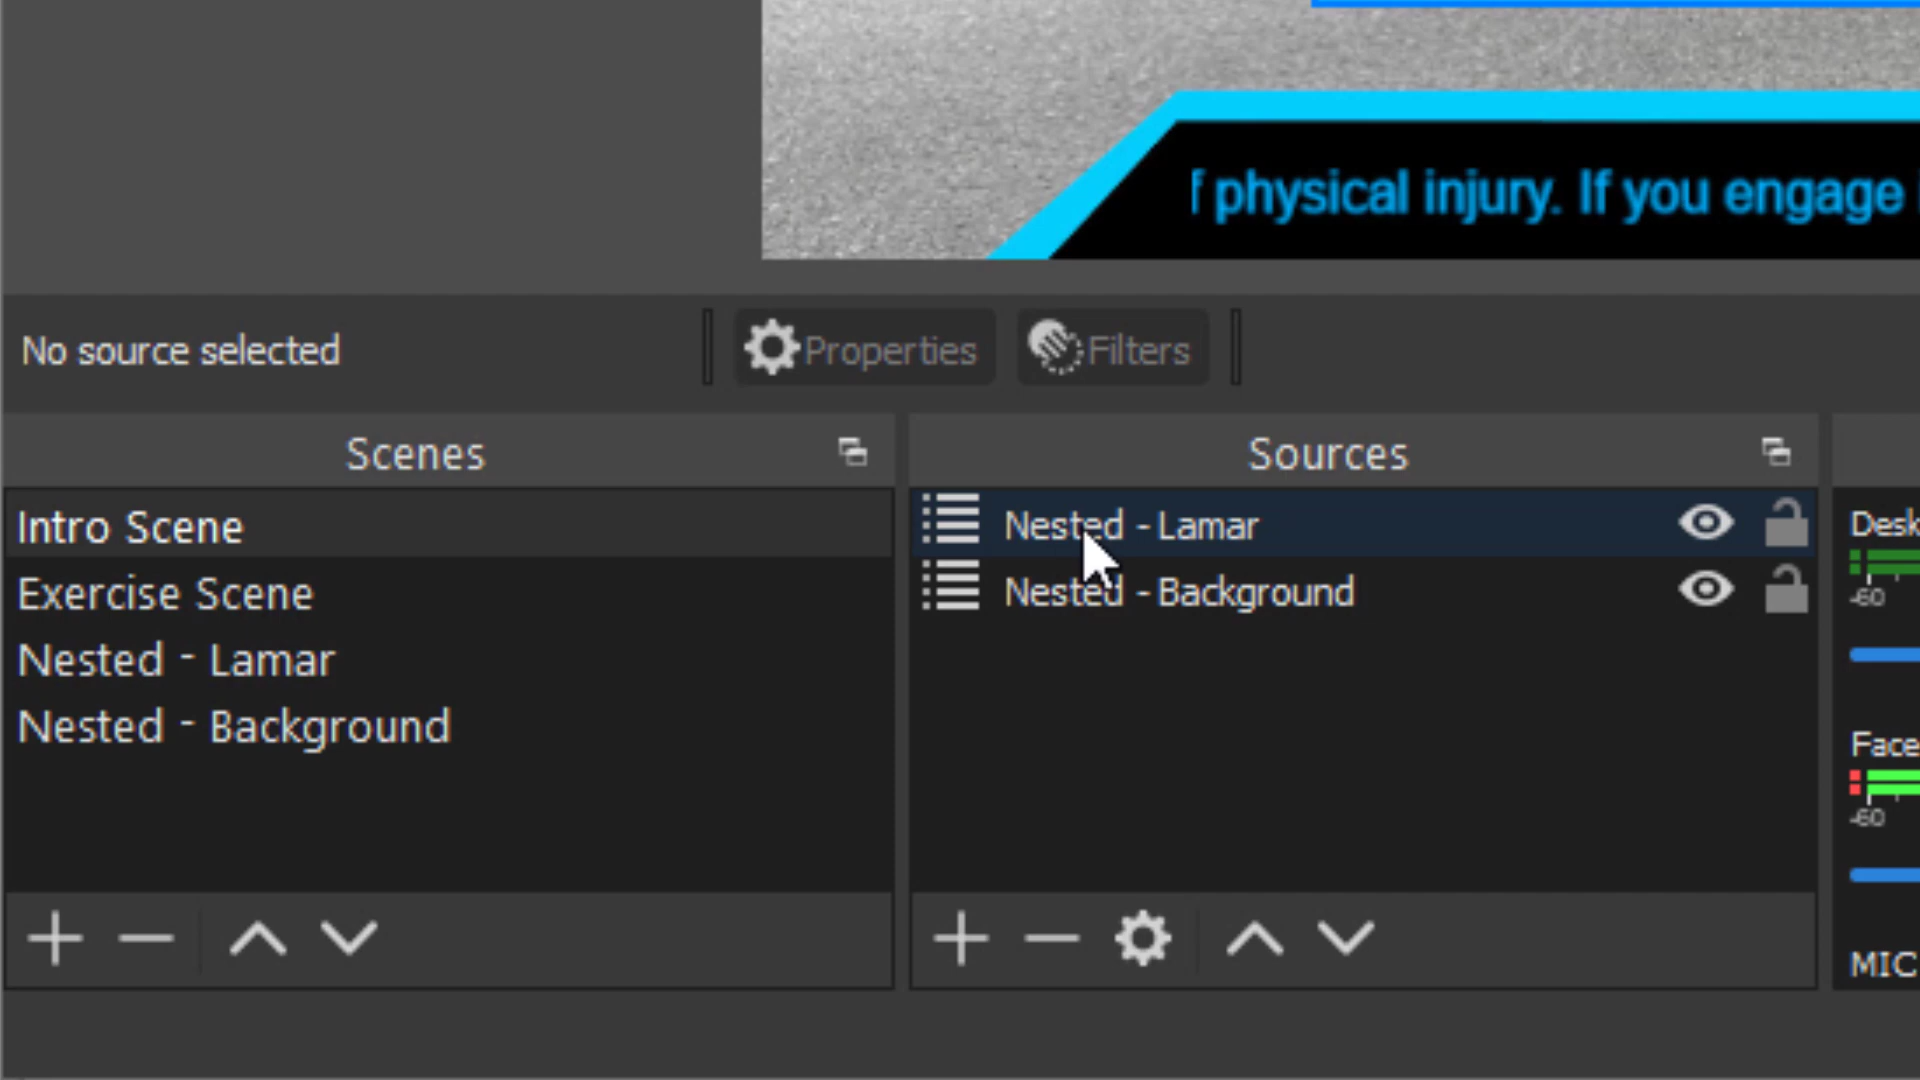 f physical injury. If you engage
No source selected
Properties
Filters
Scenes
Intro Scene
Exercise Scene
Nested - Lamar
Nested - Background
Sources
Nested - Lamar
Nested - Background
Desk
-60
Face
-60
MIC